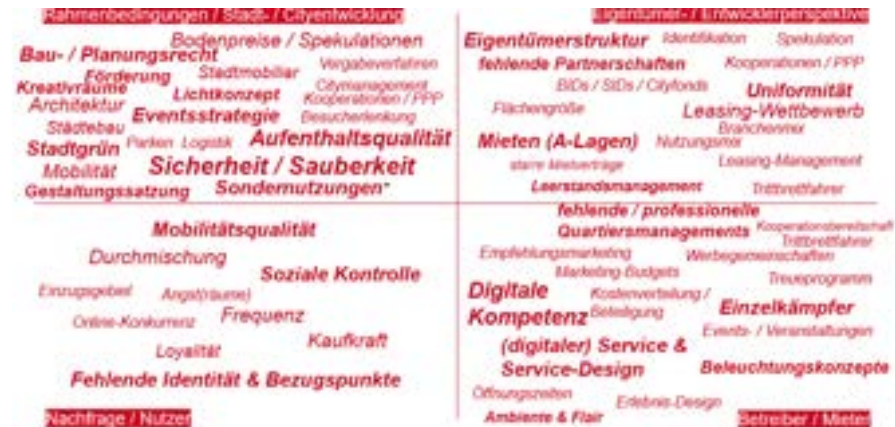 Rahmenbedingungen / Stadt- / Cityentwicklung
Bodenpreise / Spekulationen
Bau- / Planungsrecht
Vergabeverfahren
Förderung
Stadtmobiliar
Citymanagement
Kreativräume
Lichtkonzept
Kooperationen / PPP
Architektur
Eventsstrategie
Besucherlenkung
Städtebau
Parken
Logistik
Aufenthaltsqualität
Stadtgrün
Mobilität
Sicherheit / Sauberkeit
Gestaltungssatzung
Sondernutzungen"
Eigentümer- / Entwicklerperspektive
Eigentümerstruktur
Identifikation
Spekulation
fehlende Partnerschaften
Kooperationen / PPP
BIDs / SIDs / Cityfonds
Uniformität
Flächengröße
Leasing-Wettbewerb
Branchenmix
Mieten (A-Lagen)
Nutzungsmix
starre Mietverträge
Leasing-Management
Leerstandsmanagement
Trittbrettfahrer
Mobilitätsqualität
Durchmischung
Soziale Kontrolle
Einzugsgebiet
Angst(räume)
Online-Konkurrenz
Frequenz
Loyalität
Kaufkraft
Fehlende Identität & Bezugspunkte
Nachfrage / Nutzer
fehlende / professionelle
Quartiersmanagements
Kooperationsbereitschaft
Trittbrettfahrer
Empfehlungsmarketing
Werbegemeinschaften
Marketing Budgets
Treueprogramm
Digitale
Kompetenz
Kostenverteilung /
Beteiligung
Einzelkämpfer
Events- / Veranstaltungen
(digitaler) Service &
Service-Design
Beleuchtungskonzepte
Öffnungszeiten
Erlebnis-Design
Ambiente & Flair
Betreiber / Mieter